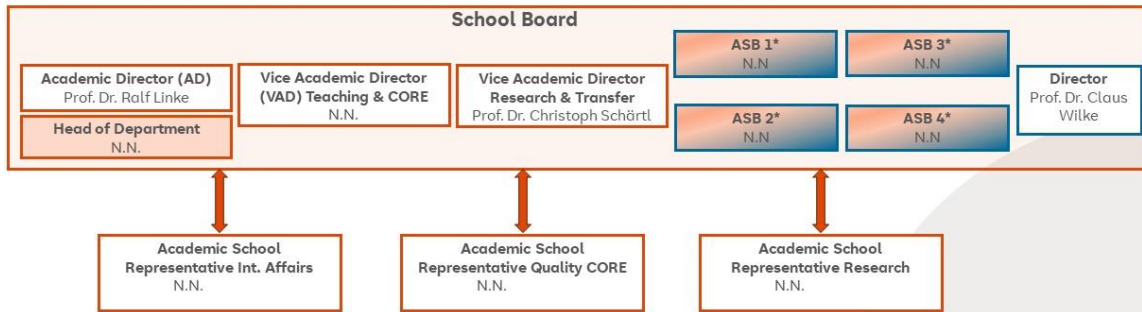 School Board
Academic Director (AD)
Prof. Dr. Ralf Linke
Head of Department
N.N.
Vice Academic Director
(VAD) Teaching & CORE
N.N.
Vice Academic Director
Research & Transfer
Prof. Dr. Christoph Schärtl
ASB 1*
N.N
ASB 2*
N.N
ASB 3*
N.N
ASB 4*
N.N
Director
Prof. Dr. Claus
Wilke
Academic School
Representative Int. Affairs
N.N.
Academic School
Representative Quality CORE
N.N.
Academic School
Representative Research
N.N.